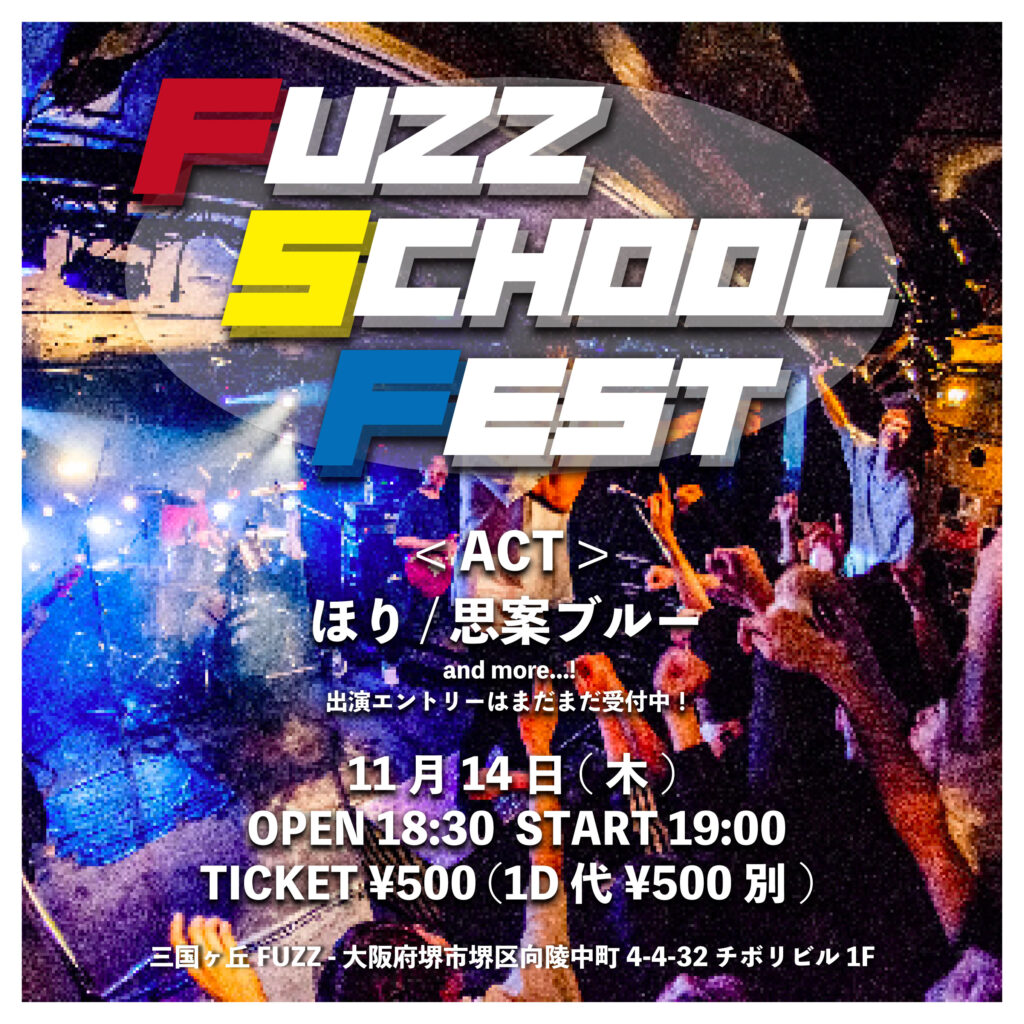 FUZZ
SCHOOL
FEST
< ACT >
ほり / 思案ブルー
and more...!
出演エントリーはまだまだ受付中！
11月14日（木）
OPEN 18:30 START 19:00
TICKET ¥500（1D代 ¥500別）
三国ヶ丘 FUZZ - 大阪府堺市堺区向陵中町 4-4-32 チボリビル 1F